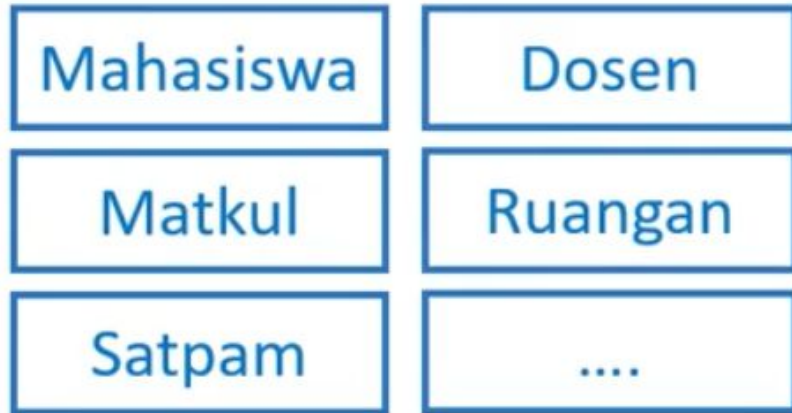 Mahasiswa
Dosen
Matkul
Ruangan
Satpam
....